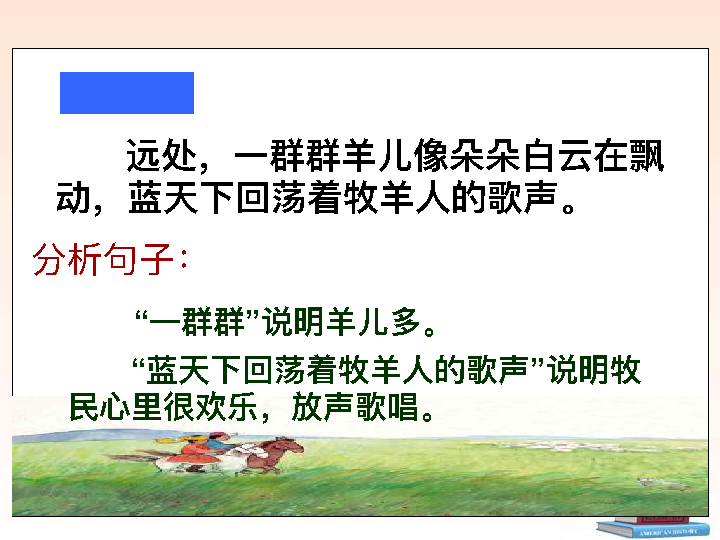 远处，一群群羊儿像朵朵白云在飘
动，蓝天下回荡着牧羊人的歌声。
分析句子：
“一群群”说明羊儿多。
“蓝天下回荡着牧羊人的歌声”说明牧
民心里很欢乐，放声歌唱。
AMERICAN HISTORY